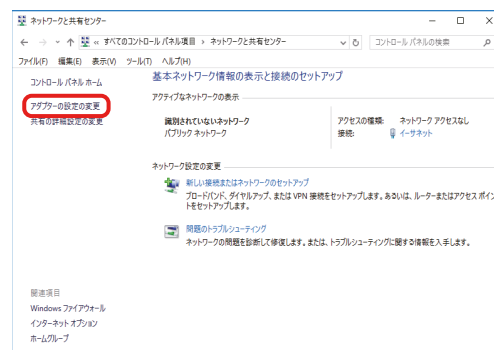 ネットワークと共有センター
« すべてのコントロール パネル項目 › ネットワークと共有センター
コントロール パネルの検索
ファイル(F) 編集(E) 表示(V) ツール(T) ヘルプ(H)
コントロール パネル ホーム
アダプターの設定の変更
共有の詳細設定の変更
基本ネットワーク情報の表示と接続のセットアップ
アクティブなネットワークの表示
識別されていないネットワーク
パブリック ネットワーク
アクセスの種類: ネットワーク アクセスなし
接続: イーサネット
ネットワーク設定の変更
新しい接続またはネットワークのセットアップ
ブロードバンド、ダイヤルアップ、または VPN 接続をセットアップします。あるいは、ルーターまたはアクセス ポイン
トをセットアップします。
問題のトラブルシューティング
ネットワークの問題を診断して修復します。または、トラブルシューティングに関する情報を入手します。
関連項目
Windows ファイアウォール
インターネット オプション
ホームグループ